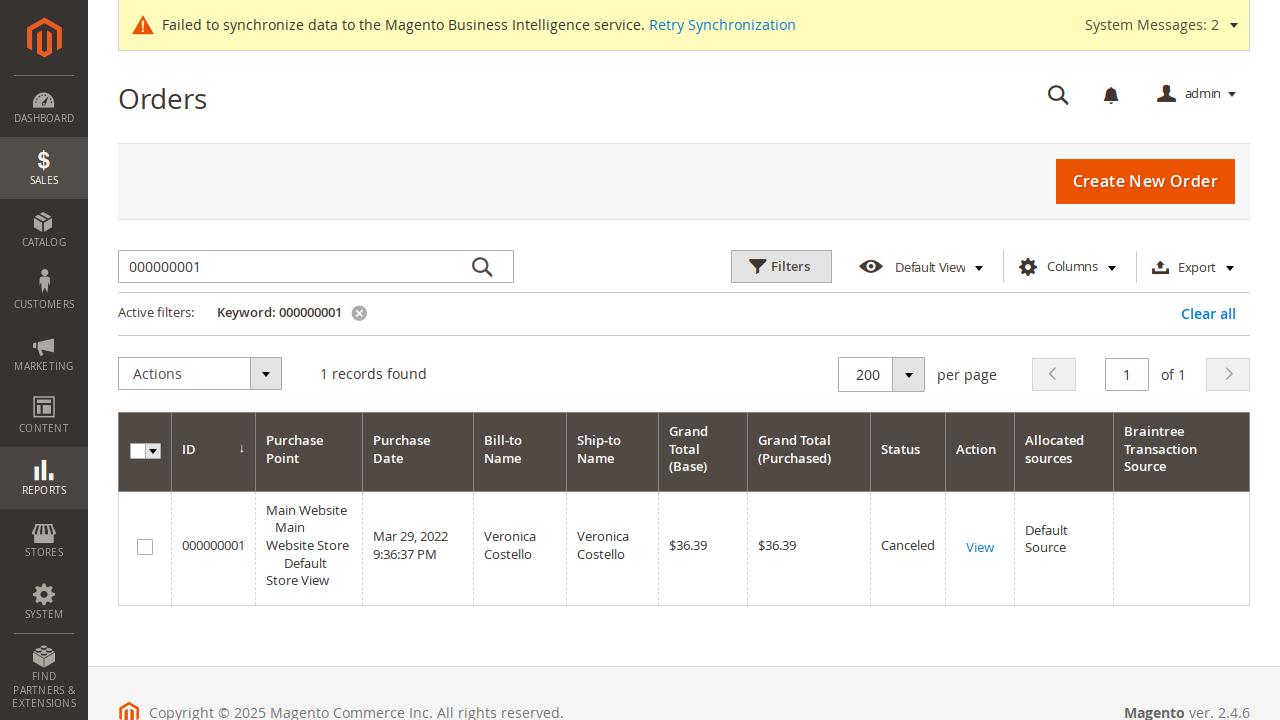 Failed to synchronize data to the Magento Business Intelligence service. Retry Synchronization
System Messages: 2
DASHBOARD
SALES
CATALOG
CUSTOMERS
MARKETING
CONTENT
REPORTS
STORES
SYSTEM
FIND
PARTNERS &
EXTENSIONS
Orders
admin
Create New Order
000000001
Filters
Default View
Columns
Export
Active filters:
Keyword: 000000001
Clear all
Actions
1 records found
200
per page
1
of 1
ID
↓
Purchase
Point
Purchase
Date
Bill-to
Name
Ship-to
Name
Grand
Total
(Base)
Grand Total
(Purchased)
Status
Action
Allocated
sources
Braintree
Transaction
Source
000000001
Main Website
Main
Website Store
Default
Store View
Mar 29, 2022
9:36:37 PM
Veronica
Costello
Veronica
Costello
$36.39
$36.39
Canceled
View
Default
Source
Copyright © 2025 Magento Commerce Inc. All rights reserved.
Magento ver. 2.4.6